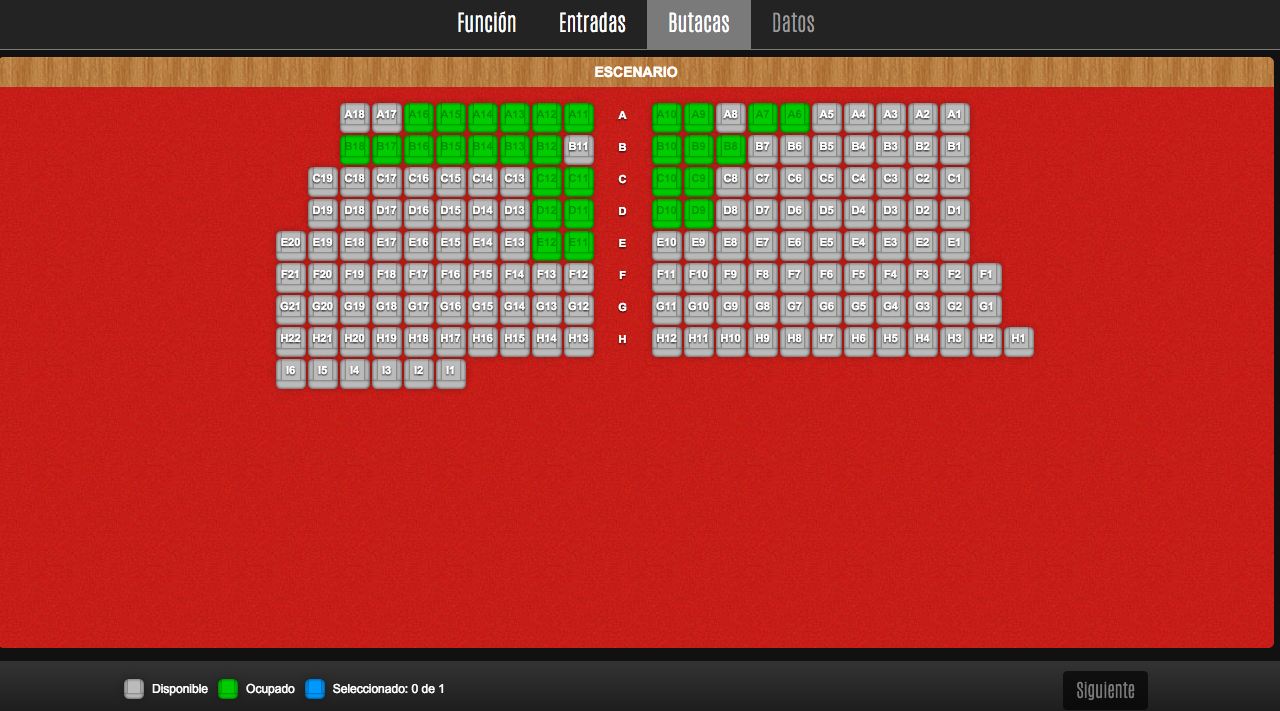 Función Entradas Butacas Datos
ESCENARIO
A18 A17 A16 A15 A14 A13 A12 A11 A A10 A9 A8 A7 A6 A5 A4 A3 A2 A1
B18 B17 B16 B15 B14 B13 B12 B11 B B10 B9 B8 B7 B6 B5 B4 B3 B2 B1
C19 C18 C17 C16 C15 C14 C13 C12 C11 C C10 C9 C8 C7 C6 C5 C4 C3 C2 C1
D19 D18 D17 D16 D15 D14 D13 D12 D11 D D10 D9 D8 D7 D6 D5 D4 D3 D2 D1
E20 E19 E18 E17 E16 E15 E14 E13 E12 E11 E E10 E9 E8 E7 E6 E5 E4 E3 E2 E1
F21 F20 F19 F18 F17 F16 F15 F14 F13 F12 F F11 F10 F9 F8 F7 F6 F5 F4 F3 F2 F1
G21 G20 G19 G18 G17 G16 G15 G14 G13 G12 G G11 G10 G9 G8 G7 G6 G5 G4 G3 G2 G1
H22 H21 H20 H19 H18 H17 H16 H15 H14 H13 H H12 H11 H10 H9 H8 H7 H6 H5 H4 H3 H2 H1
I6 I5 I4 I3 I2 I1
Disponible Ocupado Seleccionado: 0 de 1 Siguiente